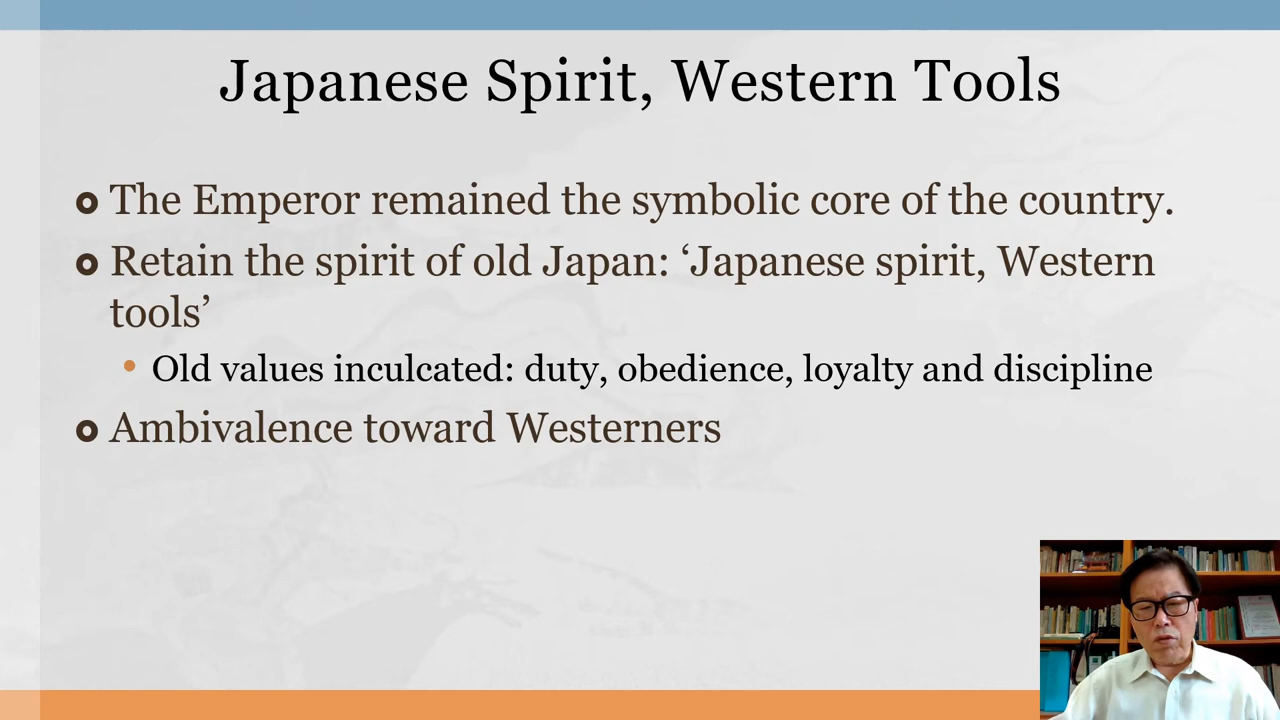 Japanese Spirit, Western Tools
The Emperor remained the symbolic core of the country.
Retain the spirit of old Japan: ‘Japanese spirit, Western
tools’
Old values inculcated: duty, obedience, loyalty and discipline
Ambivalence toward Westerners